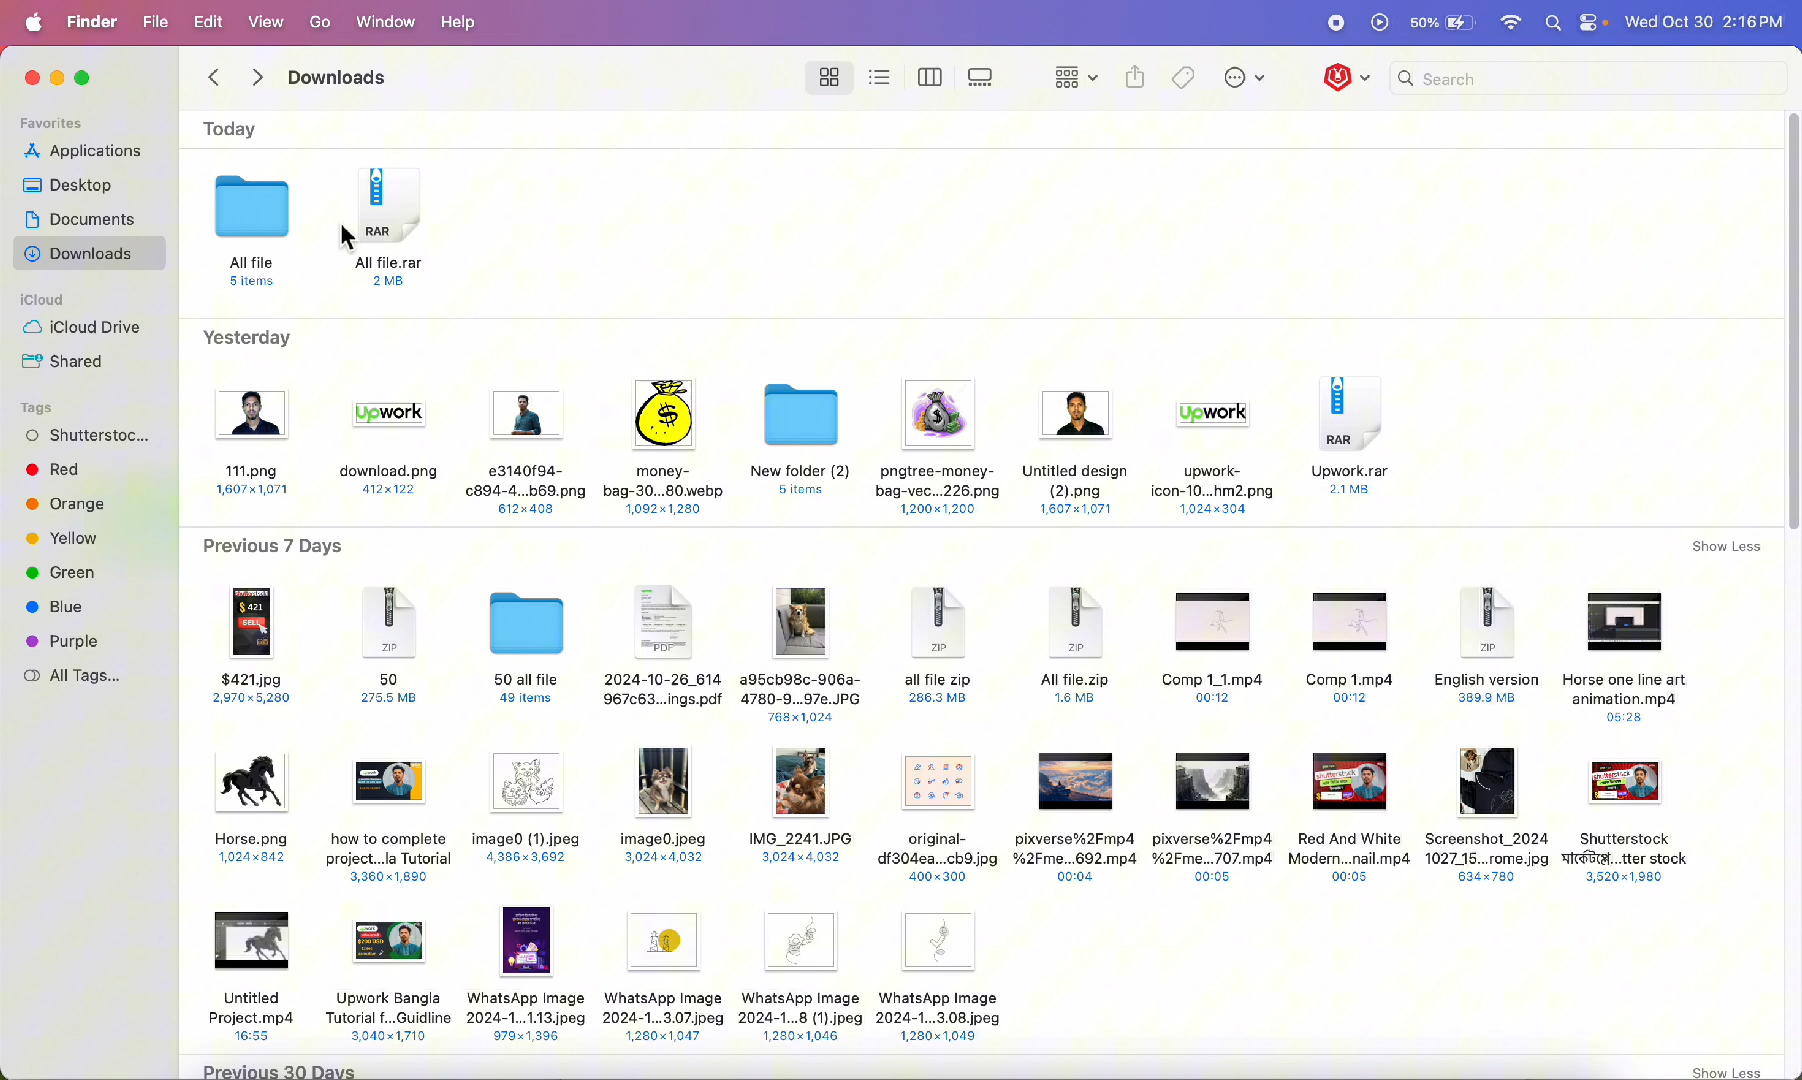 Finder File Edit View Go Window Help 50% Wed Oct 30 2:16 PM
Downloads
Search
Favorites
Applications
Desktop
Documents
Downloads
iCloud
iCloud Drive
Shared
Tags
Shutterstoc...
Red
Orange
Yellow
Green
Blue
Purple
All Tags...
Today
RAR
All file All file.rar
5 items 2 MB
Yesterday
upwork upwork
RAR
111.png download.png e3140f94- money- New folder (2) pngtree-money- Untitled design upwork- Upwork.rar
c894-4...b69.png bag-30...80.webp bag-vec...226.png (2).png icon-10...hm2.png
1,607×1,071 412×122 612×408 1,092×1,280 5 items 1,200×1,200 1,607×1,071 1,024×304 2.1 MB
Previous 7 Days Show Less
$ 421
SELL
ZIP PDF ZIP ZIP ZIP
$421.jpg 50 50 all file 2024-10-26_614 a95cb98c-906a- all file zip All file.zip Comp 1_1.mp4 Comp 1.mp4 English version Horse one line art
967c63...ings.pdf 4780-9...97e.JPG animation.mp4
2,970×5,280 275.5 MB 49 items 768×1,024 286.3 MB 1.6 MB 00:12 00:12 389.9 MB 05:28
Horse.png how to complete image0 (1).jpeg image0.jpeg IMG_2241.JPG original- pixverse%2Fmp4 pixverse%2Fmp4 Red And White Screenshot_2024 Shutterstock
project...la Tutorial df304ea...cb9.jpg %2Fme...692.mp4 %2Fme...707.mp4 Modern...nail.mp4 1027_15...rome.jpg মার্কেটপ্লে...tter stock
1,024×842 3,360×1,890 4,386×3,692 3,024×4,032 3,024×4,032 400×300 00:04 00:05 00:05 634×780 3,520×1,980
Untitled Upwork Bangla WhatsApp Image WhatsApp Image WhatsApp Image WhatsApp Image
Project.mp4 Tutorial f...Guidline 2024-1...1.13.jpeg 2024-1...3.07.jpeg 2024-1...8 (1).jpeg 2024-1...3.08.jpeg
16:55 3,040×1,710 979×1,396 1,280×1,047 1,280×1,046 1,280×1,049
Previous 30 Days Show Less